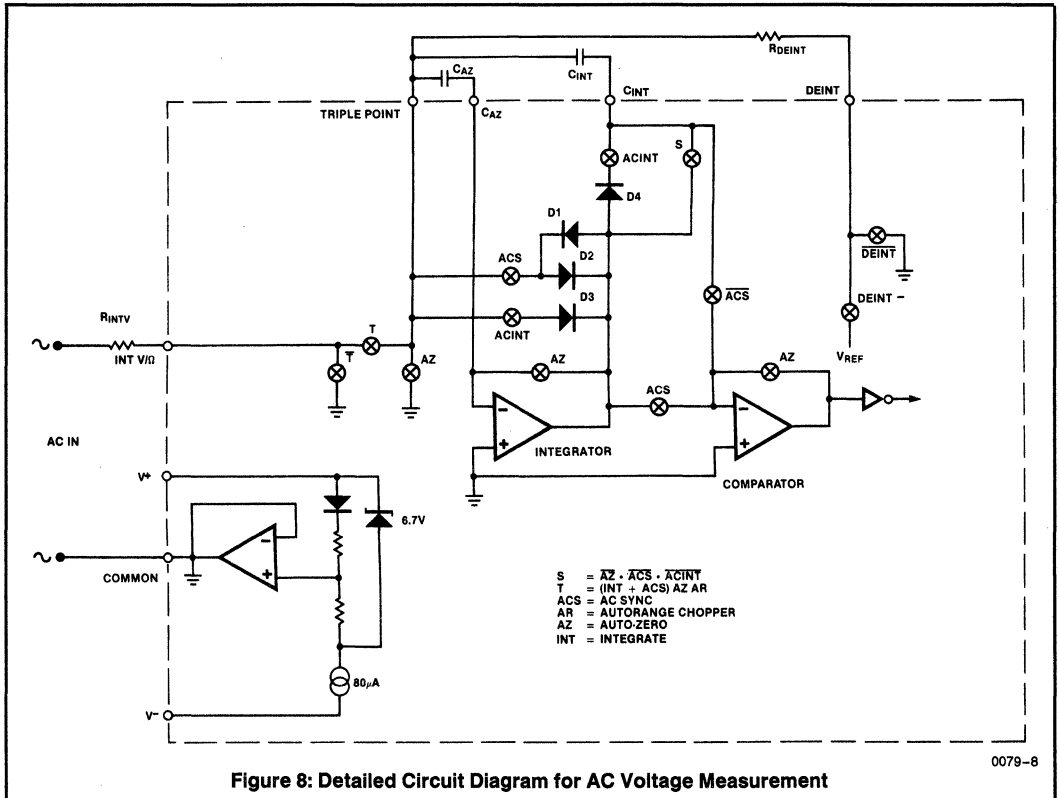 RDEINT
CAZ
CINT
TRIPLE POINT
CAZ
CINT
DEINT
S
ACINT
D4
D1
ACS
D2
D3
ACINT
ACS
DEINT
DEINT –
VREF
RINTV
INT V/Ω
T
T
AZ
AZ
AZ
ACS
–
+
INTEGRATOR
–
+
COMPARATOR
AC IN
V+
6.7V
–
+
COMMON
80μA
V–
S = A̅Z̅ • A̅C̅S̅ • A̅C̅I̅N̅T̅
T = (INT + ACS) AZ AR
ACS = AC SYNC
AR = AUTORANGE CHOPPER
AZ = AUTO-ZERO
INT = INTEGRATE
0079–8
Figure 8: Detailed Circuit Diagram for AC Voltage Measurement